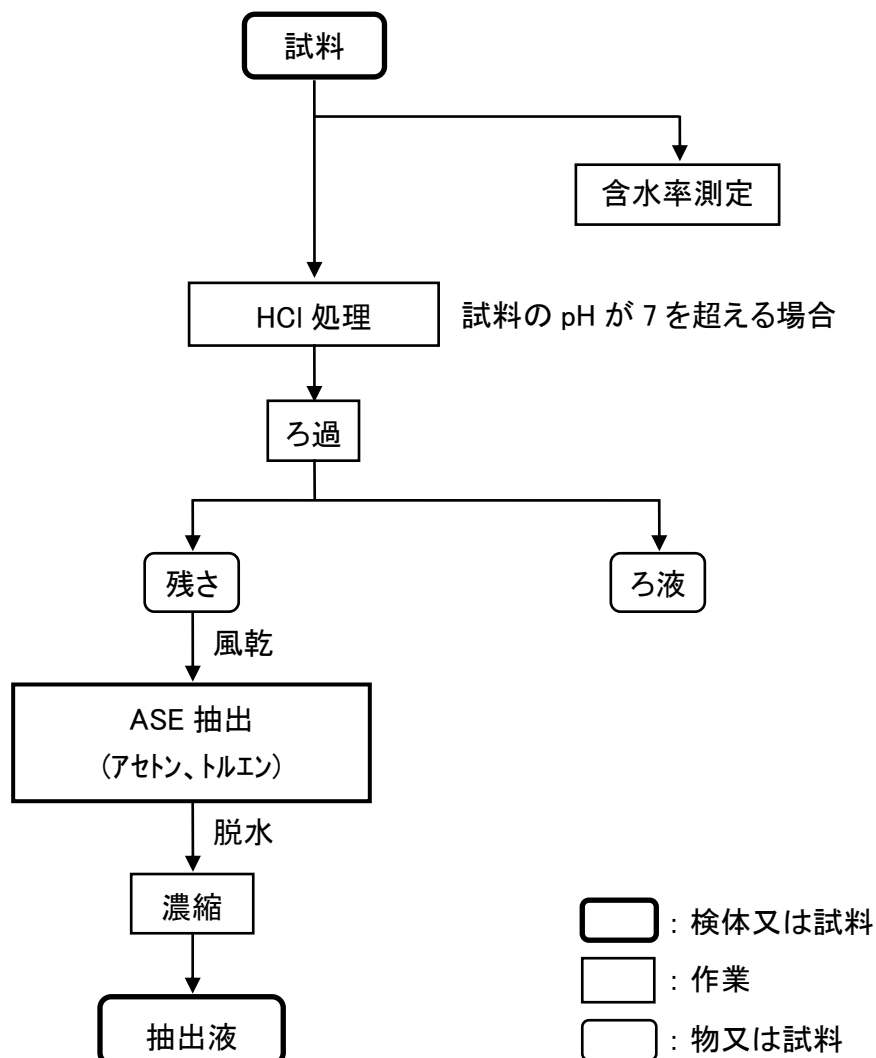 試料
含水率測定
HCl 処理
試料の pH が 7 を超える場合
ろ過
残さ
ろ液
風乾
ASE 抽出
(アセトン、トルエン)
脱水
濃縮
抽出液
: 検体又は試料
: 作業
: 物又は試料